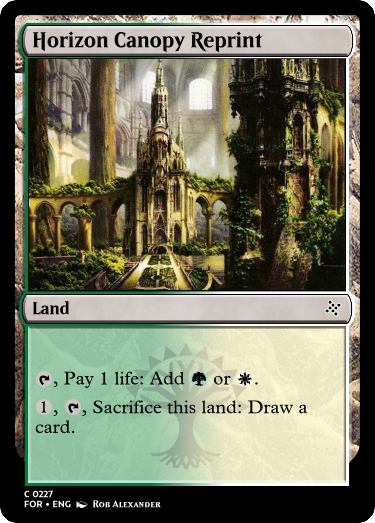 Horizon Canopy Reprint
Land
, Pay 1 life: Add or .
1, , Sacrifice this land: Draw a
card.
C 0227
FOR • ENG Rob Alexander